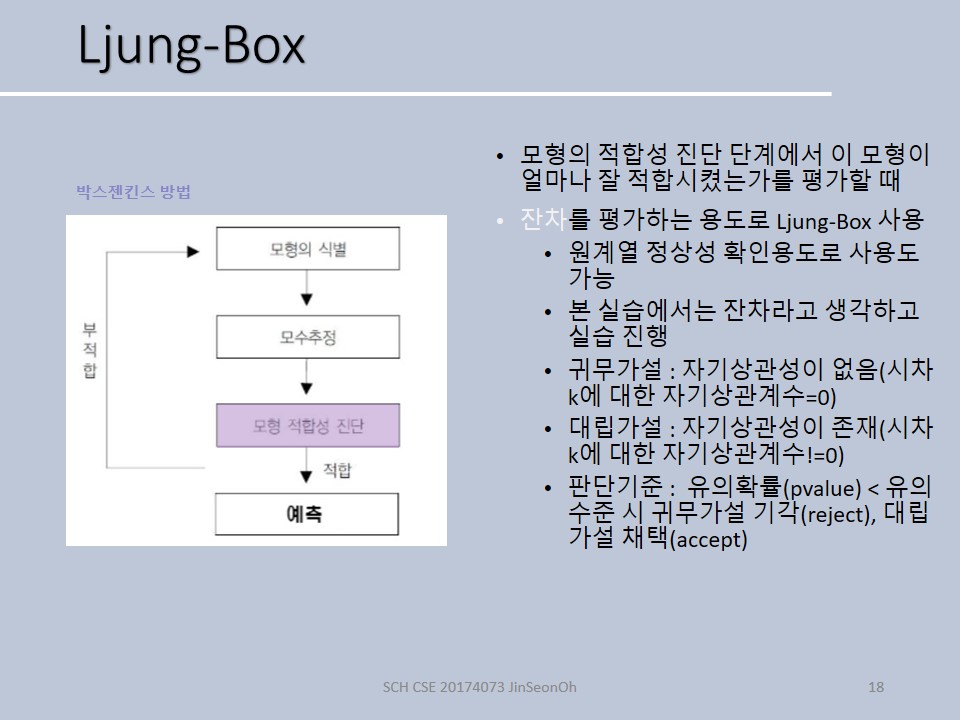 Ljung-Box
박스젠킨스 방법
모형의 식별
모수추정
부
적
합
모형 적합성 진단
적합
예측
• 모형의 적합성 진단 단계에서 이 모형이
얼마나 잘 적합시켰는가를 평가할 때
• 잔차를 평가하는 용도로 Ljung-Box 사용
• 원계열 정상성 확인용도로 사용도
가능
• 본 실습에서는 잔차라고 생각하고
실습 진행
• 귀무가설 : 자기상관성이 없음(시차
k에 대한 자기상관계수=0)
• 대립가설 : 자기상관성이 존재(시차
k에 대한 자기상관계수!=0)
• 판단기준 : 유의확률(pvalue) < 유의
수준 시 귀무가설 기각(reject), 대립
가설 채택(accept)
SCH CSE 20174073 JinSeonOh
18